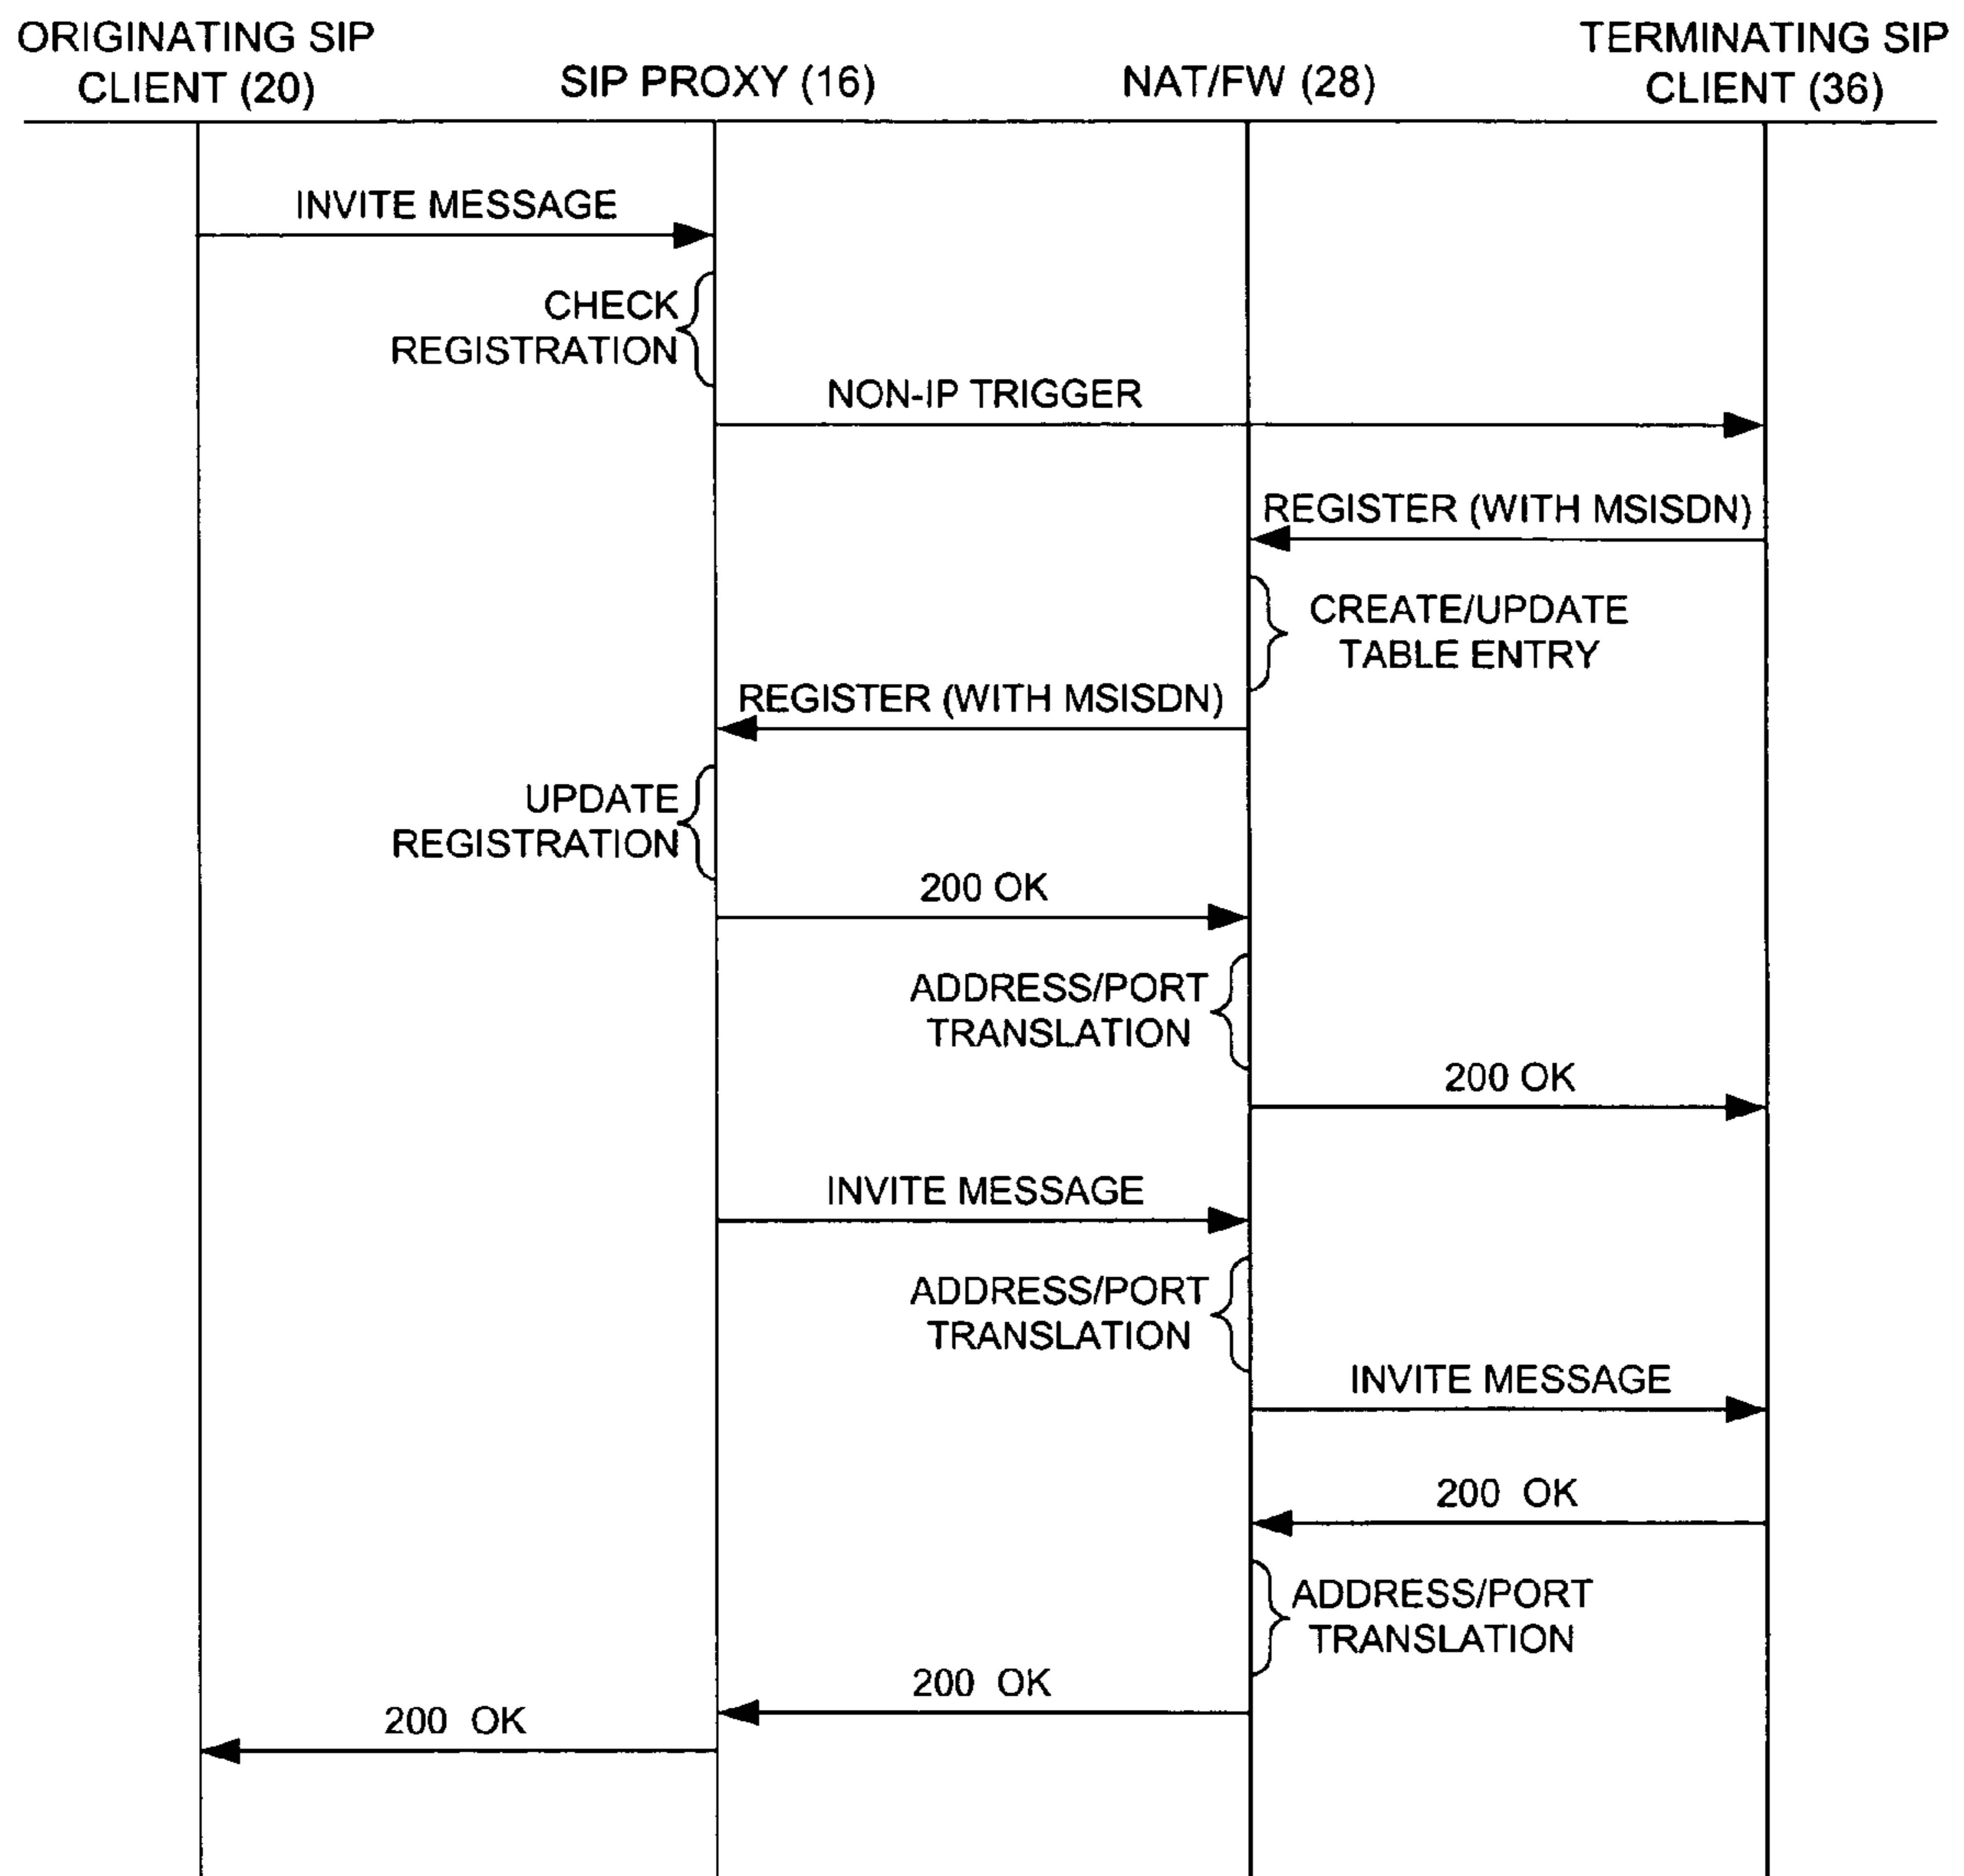 ORIGINATING SIP
CLIENT (20)
SIP PROXY (16)
NAT/FW (28)
TERMINATING SIP
CLIENT (36)
INVITE MESSAGE
CHECK
REGISTRATION
NON-IP TRIGGER
REGISTER (WITH MSISDN)
CREATE/UPDATE
TABLE ENTRY
REGISTER (WITH MSISDN)
UPDATE
REGISTRATION
200 OK
ADDRESS/PORT
TRANSLATION
200 OK
INVITE MESSAGE
ADDRESS/PORT
TRANSLATION
INVITE MESSAGE
200 OK
ADDRESS/PORT
TRANSLATION
200 OK
200 OK